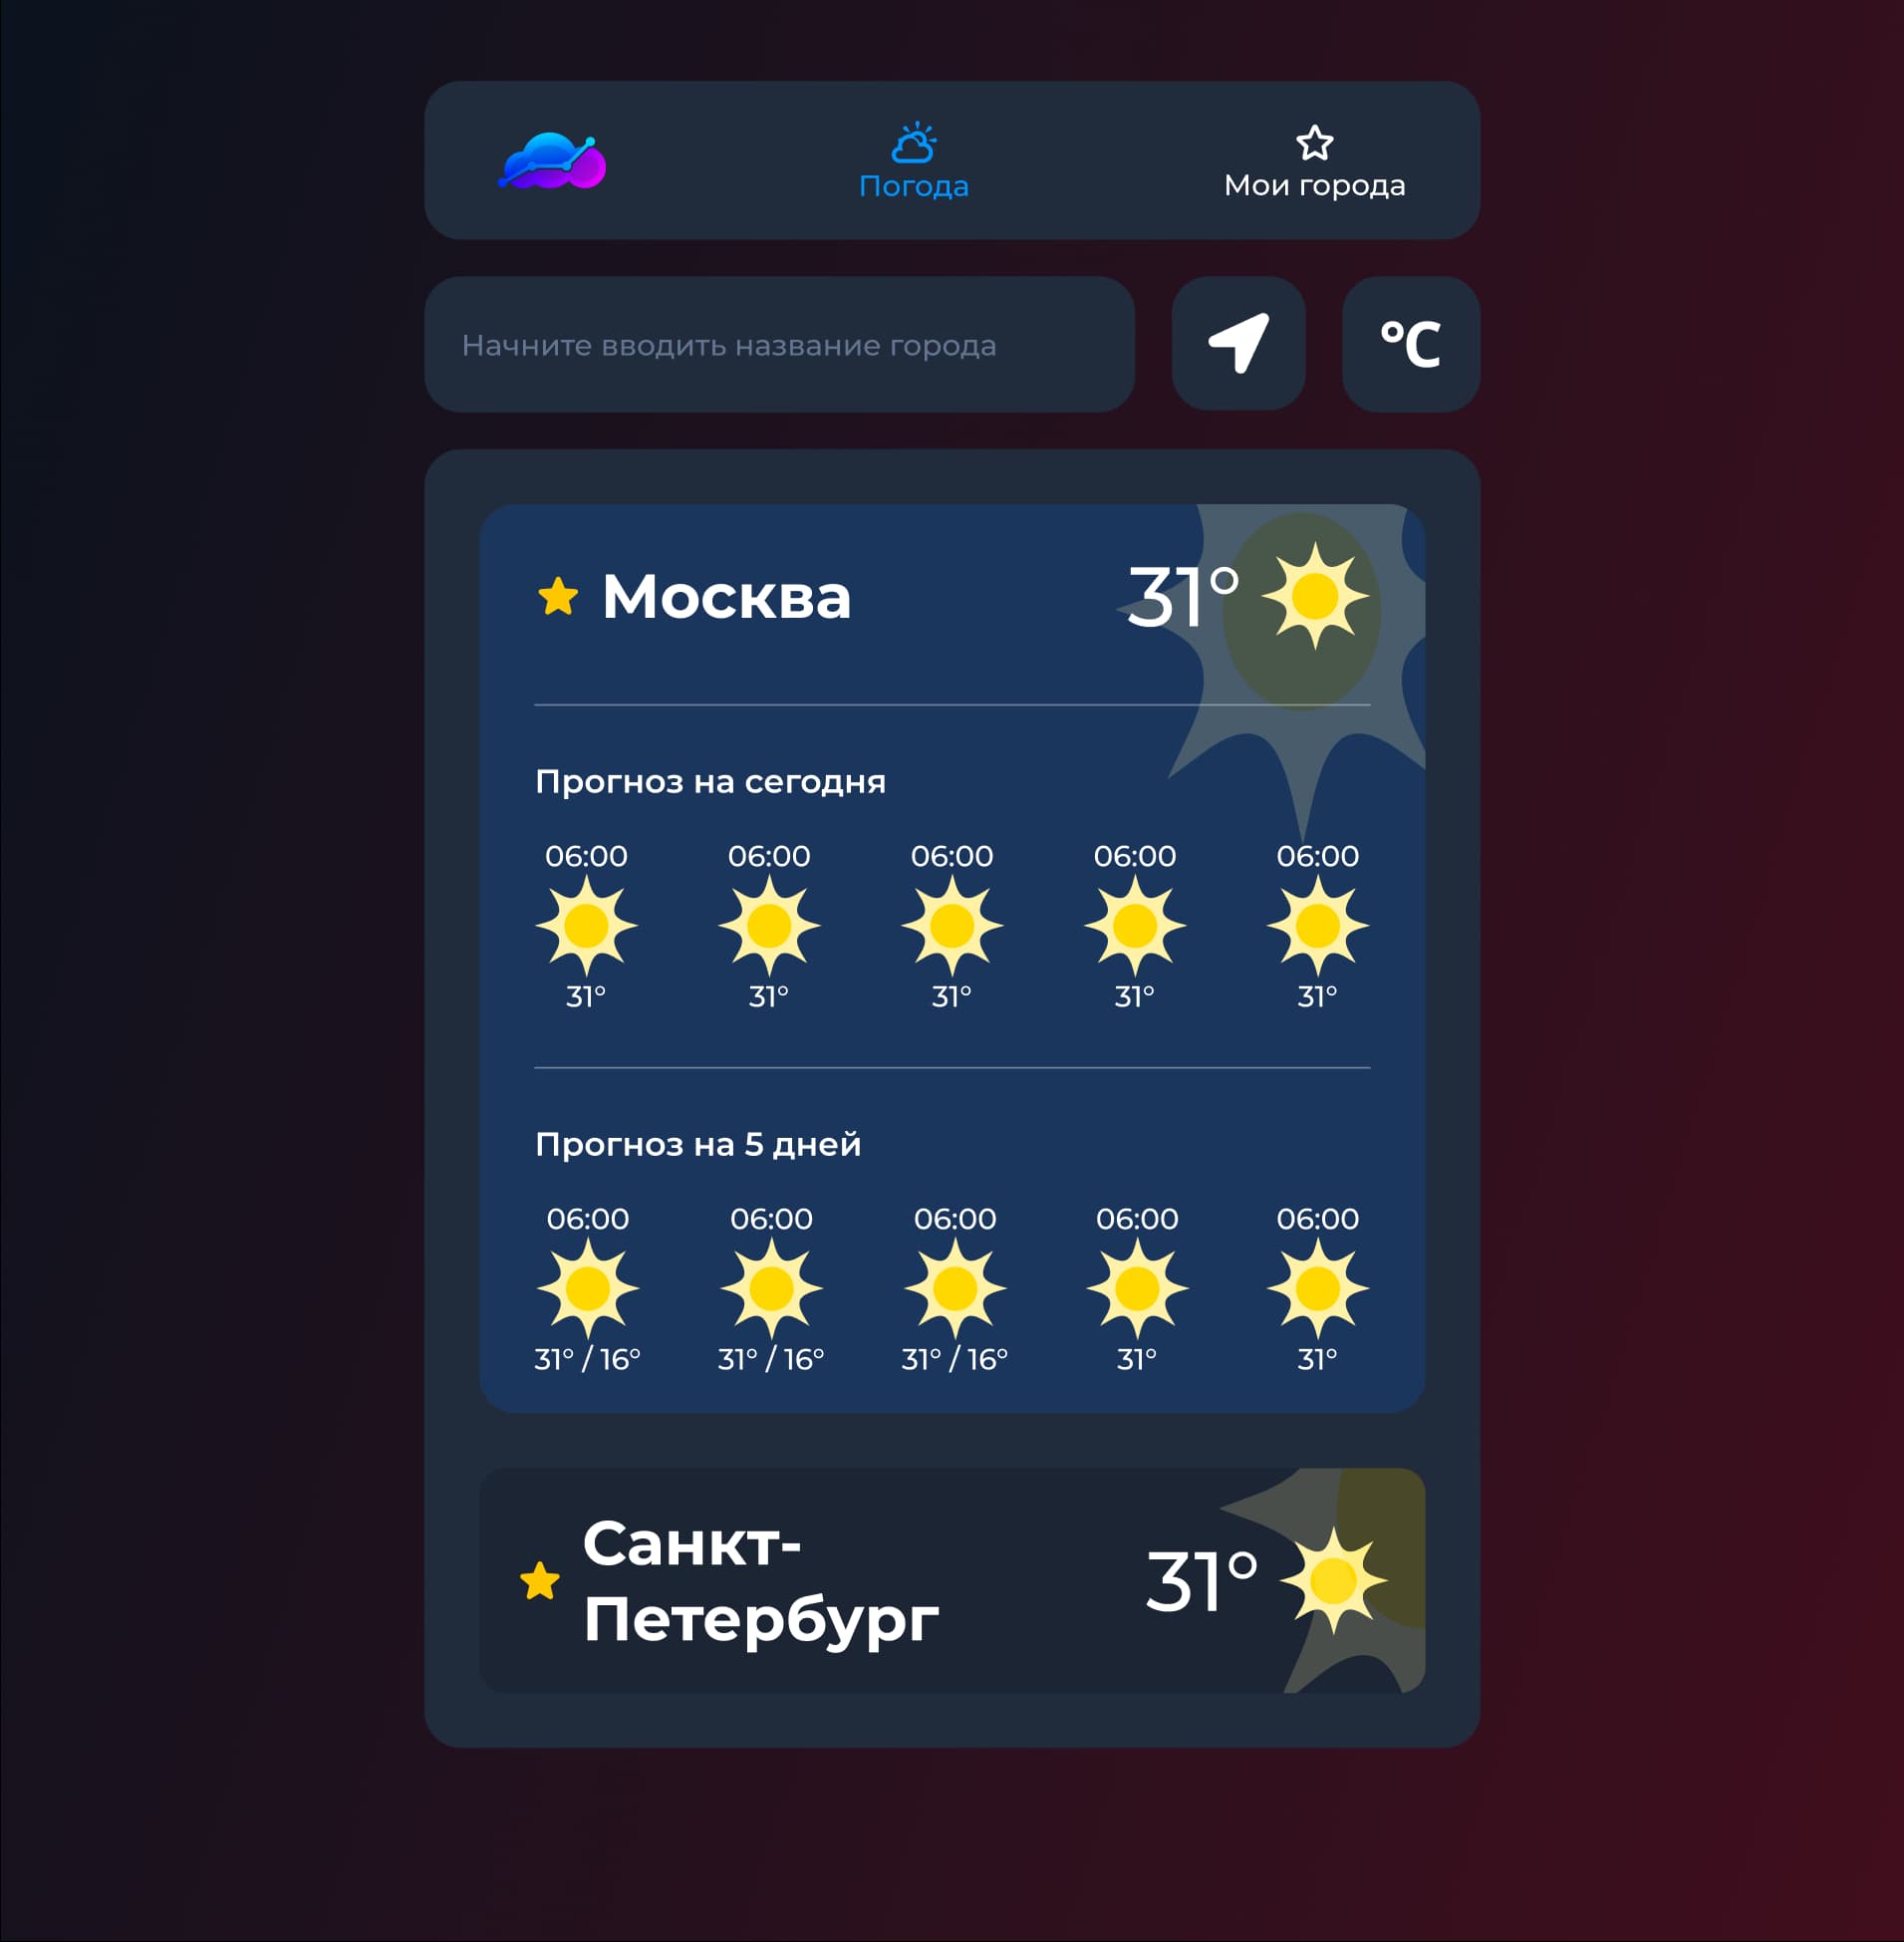 Погода
Мои города
Начните вводить название города
°C
Москва
31°
Прогноз на сегодня
06:00 06:00 06:00 06:00 06:00
31° 31° 31° 31° 31°
Прогноз на 5 дней
06:00 06:00 06:00 06:00 06:00
31° / 16° 31° / 16° 31° / 16° 31° 31°
Санкт-
Петербург
31°